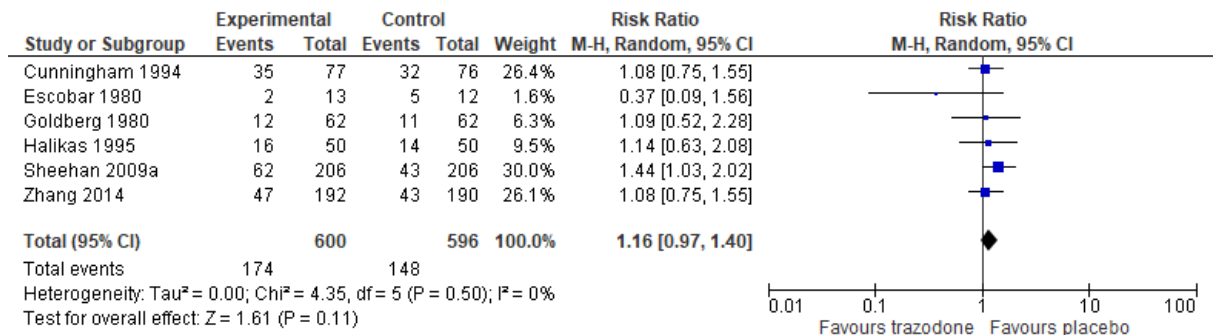 Experimental Control Risk Ratio Risk Ratio
Study or Subgroup Events Total Events Total Weight M-H, Random, 95% CI M-H, Random, 95% CI
Cunningham 1994 35 77 32 76 26.4% 1.08 [0.75, 1.55]
Escobar 1980 2 13 5 12 1.6% 0.37 [0.09, 1.56]
Goldberg 1980 12 62 11 62 6.3% 1.09 [0.52, 2.28]
Halikas 1995 16 50 14 50 9.5% 1.14 [0.63, 2.08]
Sheehan 2009a 62 206 43 206 30.0% 1.44 [1.03, 2.02]
Zhang 2014 47 192 43 190 26.1% 1.08 [0.75, 1.55]
Total (95% CI) 600 596 100.0% 1.16 [0.97, 1.40]
Total events 174 148
Heterogeneity: Tau² = 0.00; Chi² = 4.35, df = 5 (P = 0.50); I² = 0%
Test for overall effect: Z = 1.61 (P = 0.11)
0.01 0.1 1 10 100
Favours trazodone Favours placebo